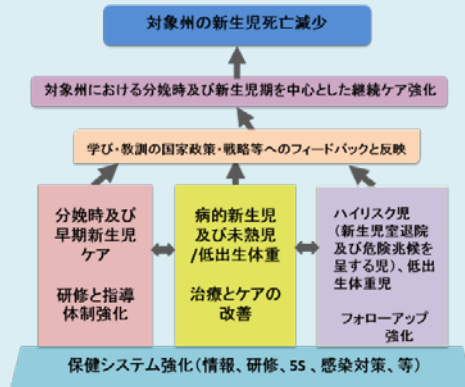 対象州の新生児死亡減少
対象州における分娩時及び新生児期を中心とした継続ケア強化
学び・教訓の国家政策・戦略等へのフィードバックと反映
分娩時及び
早期新生児
ケア
研修と指導
体制強化
病的新生児
及び未熟児
/低出生体重
治療とケアの
改善
ハイリスク児
(新生児室退院
及び危険兆候を
呈する児)、低出
生体重児
フォローアップ
強化
保健システム強化(情報、研修、5S、感染対策、等)